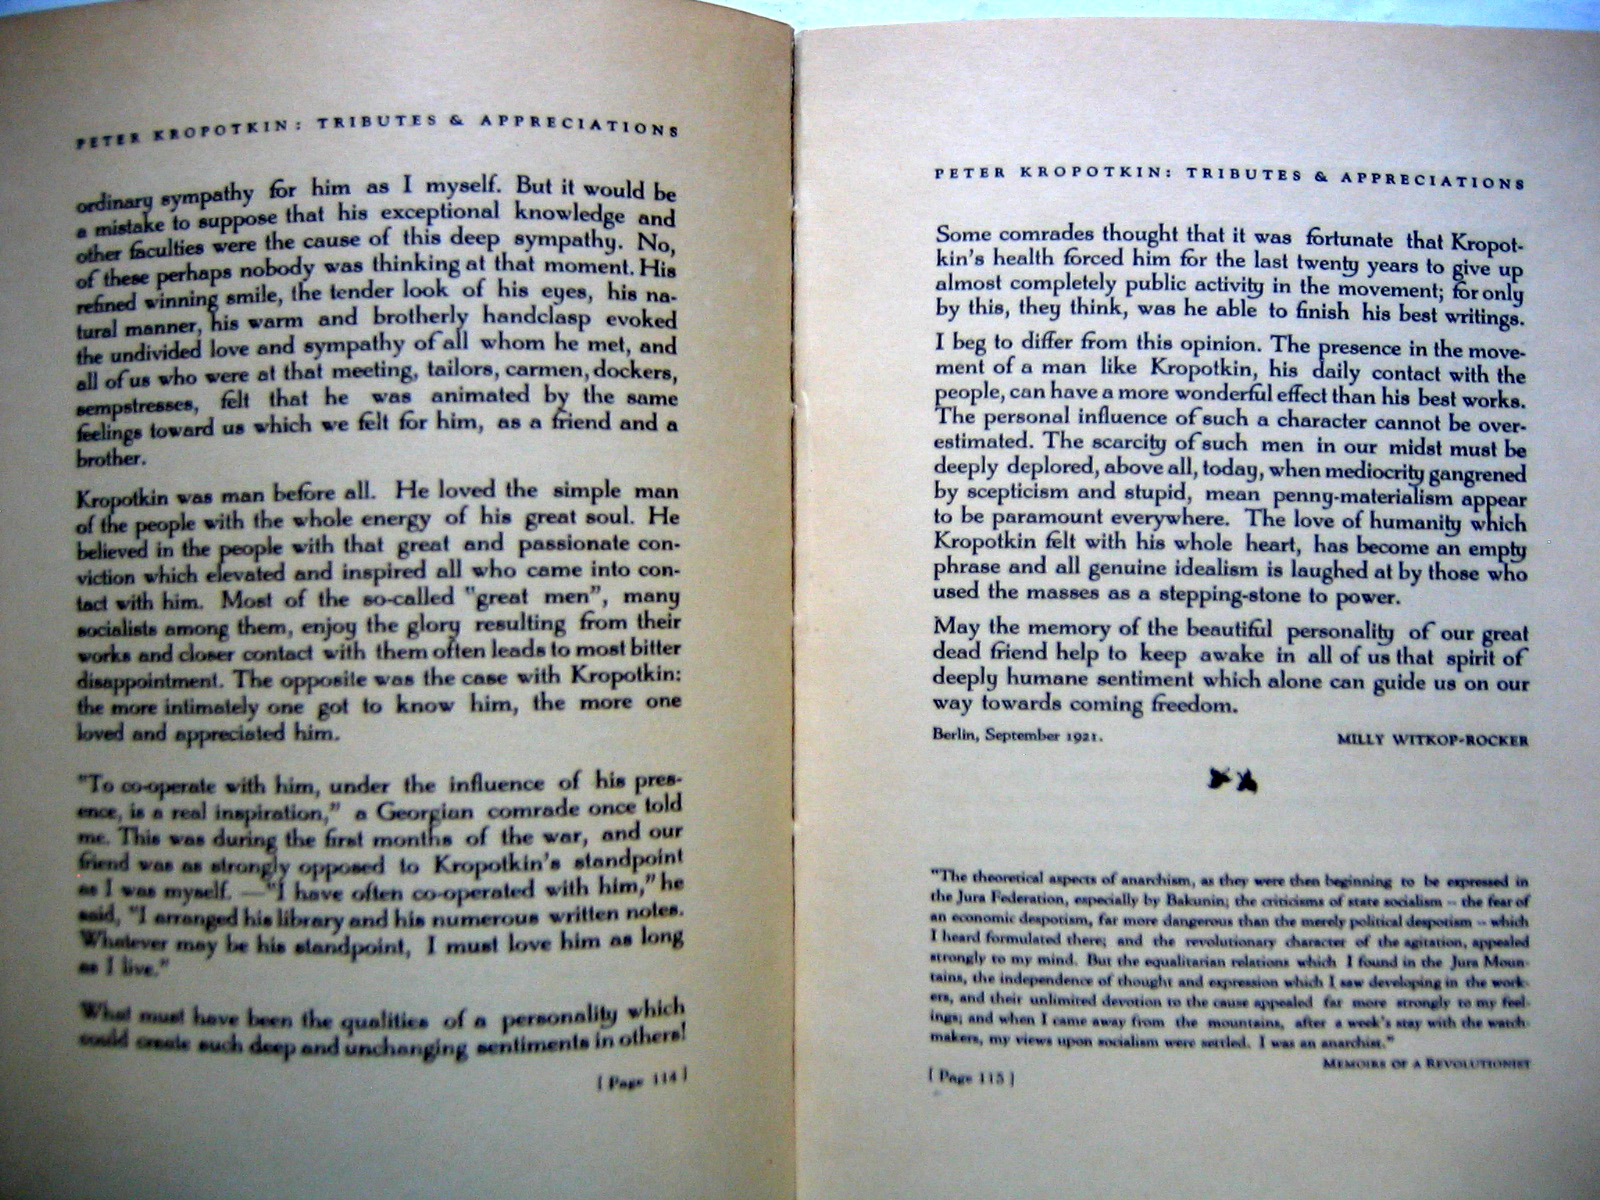 PETER KROPOTKIN: TRIBUTES & APPRECIATIONS
ordinary sympathy for him as I myself. But it would be
a mistake to suppose that his exceptional knowledge and
other faculties were the cause of this deep sympathy. No,
of these perhaps nobody was thinking at that moment. His
refined winning smile, the tender look of his eyes, his na-
tural manner, his warm and brotherly handclasp evoked
the undivided love and sympathy of all whom he met, and
all of us who were at that meeting, tailors, carmen, dockers,
sempstresses, felt that he was animated by the same
feelings toward us which we felt for him, as a friend and a
brother.
Kropotkin was man before all. He loved the simple man
of the people with the whole energy of his great soul. He
believed in the people with that great and passionate con-
viction which elevated and inspired all who came into con-
tact with him. Most of the so-called "great men", many
socialists among them, enjoy the glory resulting from their
works and closer contact with them often leads to most bitter
disappointment. The opposite was the case with Kropotkin:
the more intimately one got to know him, the more one
loved and appreciated him.
"To co-operate with him, under the influence of his pres-
ence, is a real inspiration," a Georgian comrade once told
me. This was during the first months of the war, and our
friend was as strongly opposed to Kropotkin's standpoint
as I was myself. —"I have often co-operated with him," he
said, "I arranged his library and his numerous written notes.
Whatever may be his standpoint, I must love him as long
as I live."
What must have been the qualities of a personality which
could create such deep and unchanging sentiments in others!
[ Page 114 ]
PETER KROPOTKIN: TRIBUTES & APPRECIATIONS
Some comrades thought that it was fortunate that Kropot-
kin's health forced him for the last twenty years to give up
almost completely public activity in the movement; for only
by this, they think, was he able to finish his best writings.
I beg to differ from this opinion. The presence in the move-
ment of a man like Kropotkin, his daily contact with the
people, can have a more wonderful effect than his best works.
The personal influence of such a character cannot be over-
estimated. The scarcity of such men in our midst must be
deeply deplored, above all, today, when mediocrity gangrened
by scepticism and stupid, mean penny-materialism appear
to be paramount everywhere. The love of humanity which
Kropotkin felt with his whole heart, has become an empty
phrase and all genuine idealism is laughed at by those who
used the masses as a stepping-stone to power.
May the memory of the beautiful personality of our great
dead friend help to keep awake in all of us that spirit of
deeply humane sentiment which alone can guide us on our
way towards coming freedom.
Berlin, September 1921. MILLY WITKOP-ROCKER
"The theoretical aspects of anarchism, as they were then beginning to be expressed in
the Jura Federation, especially by Bakunin; the criticisms of state socialism -- the fear of
an economic despotism, far more dangerous than the merely political despotism -- which
I heard formulated there; and the revolutionary character of the agitation, appealed
strongly to my mind. But the equalitarian relations which I found in the Jura Moun-
tains, the independence of thought and expression which I saw developing in the work-
ers, and their unlimited devotion to the cause appealed far more strongly to my feel-
ings; and when I came away from the mountains, after a week's stay with the watch-
makers, my views upon socialism were settled. I was an anarchist."
MEMOIRS OF A REVOLUTIONIST
[ Page 115 ]